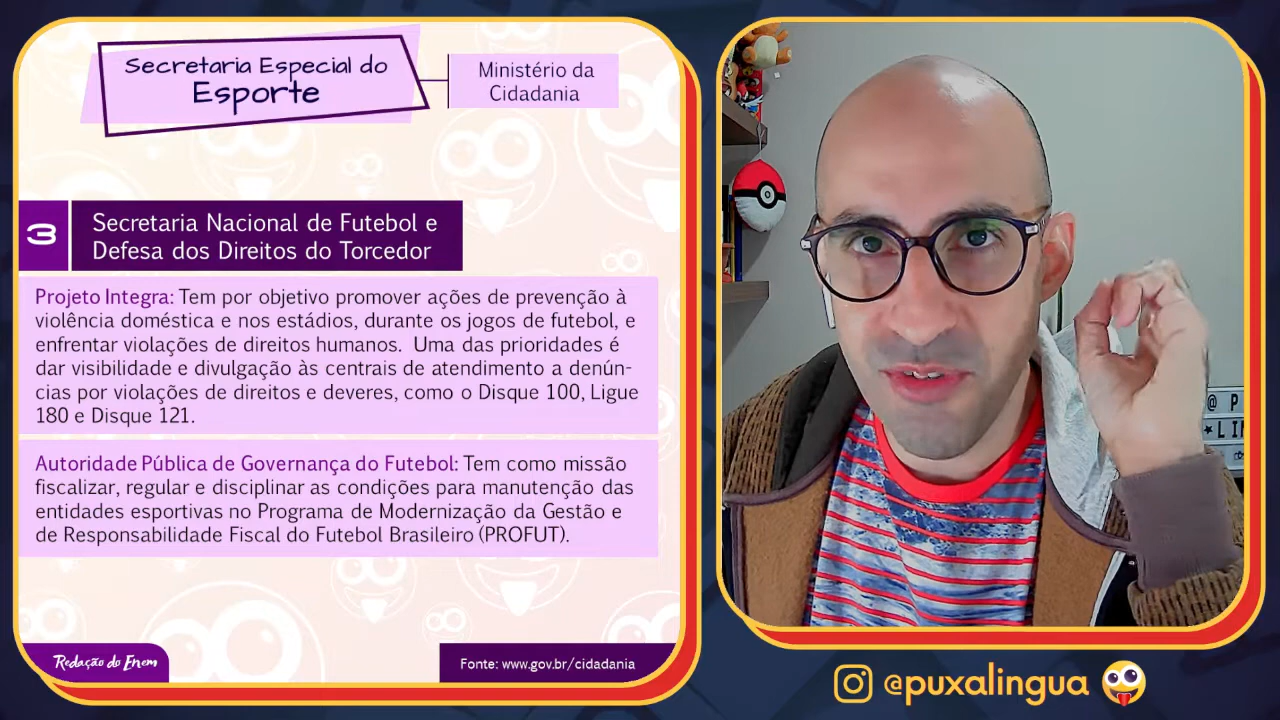 Secretaria Especial do
Esporte
Ministério da
Cidadania
3
Secretaria Nacional de Futebol e
Defesa dos Direitos do Torcedor
Projeto Integra: Tem por objetivo promover ações de prevenção à
violência doméstica e nos estádios, durante os jogos de futebol, e
enfrentar violações de direitos humanos. Uma das prioridades é
dar visibilidade e divulgação às centrais de atendimento a denún-
cias por violações de direitos e deveres, como o Disque 100, Ligue
180 e Disque 121.
Autoridade Pública de Governança do Futebol: Tem como missão
fiscalizar, regular e disciplinar as condições para manutenção das
entidades esportivas no Programa de Modernização da Gestão e
de Responsabilidade Fiscal do Futebol Brasileiro (PROFUT).
Redação do Enem
Fonte: www.gov.br/cidadania
@ P
LI
@puxalingua